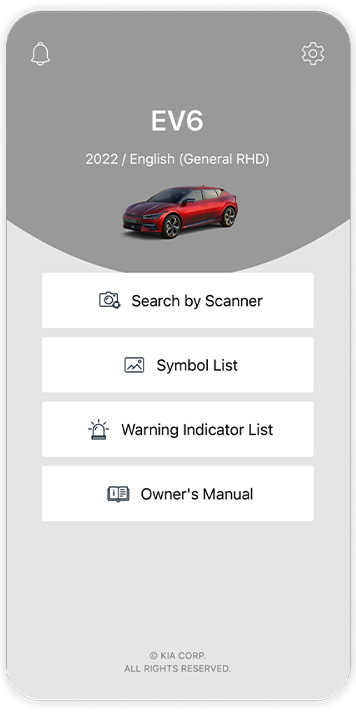 EV6
2022 / English (General RHD)
Search by Scanner
Symbol List
Warning Indicator List
Owner's Manual
© KIA CORP.
ALL RIGHTS RESERVED.